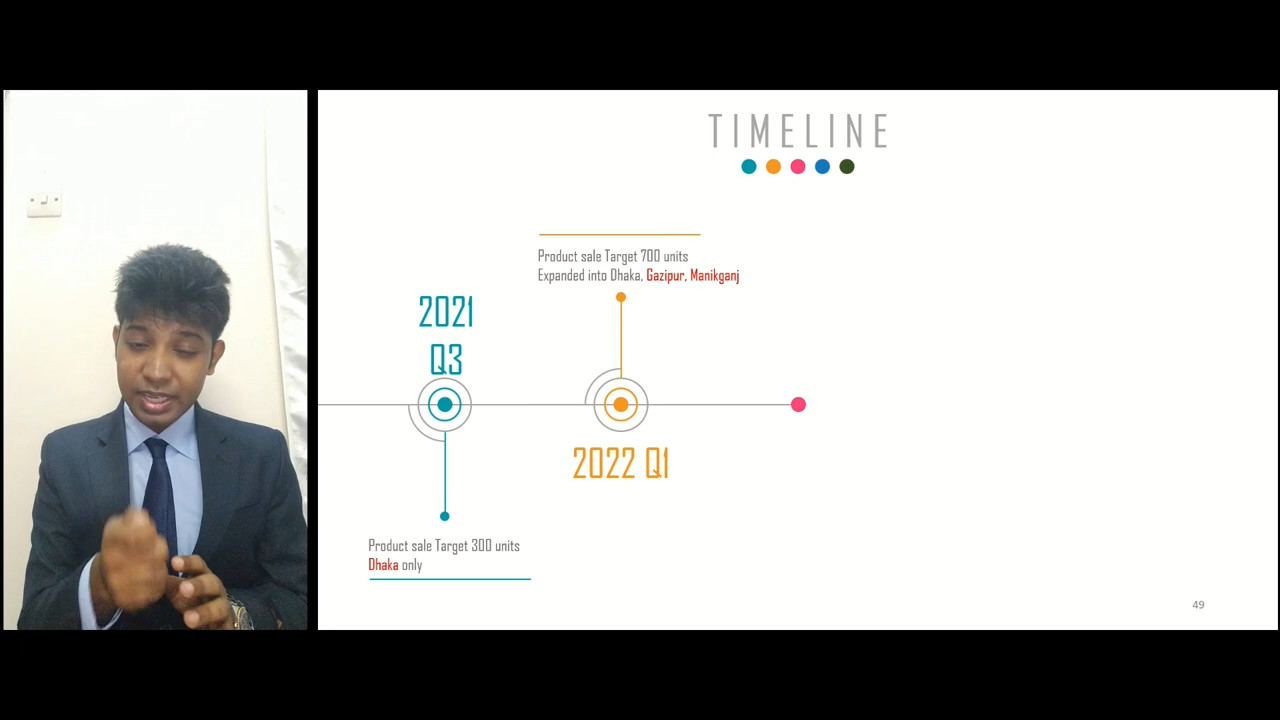 TIMELINE
Product sale Target 700 units
Expanded into Dhaka, Gazipur, Manikganj
2021
Q3
2022 Q1
Product sale Target 300 units
Dhaka only
49